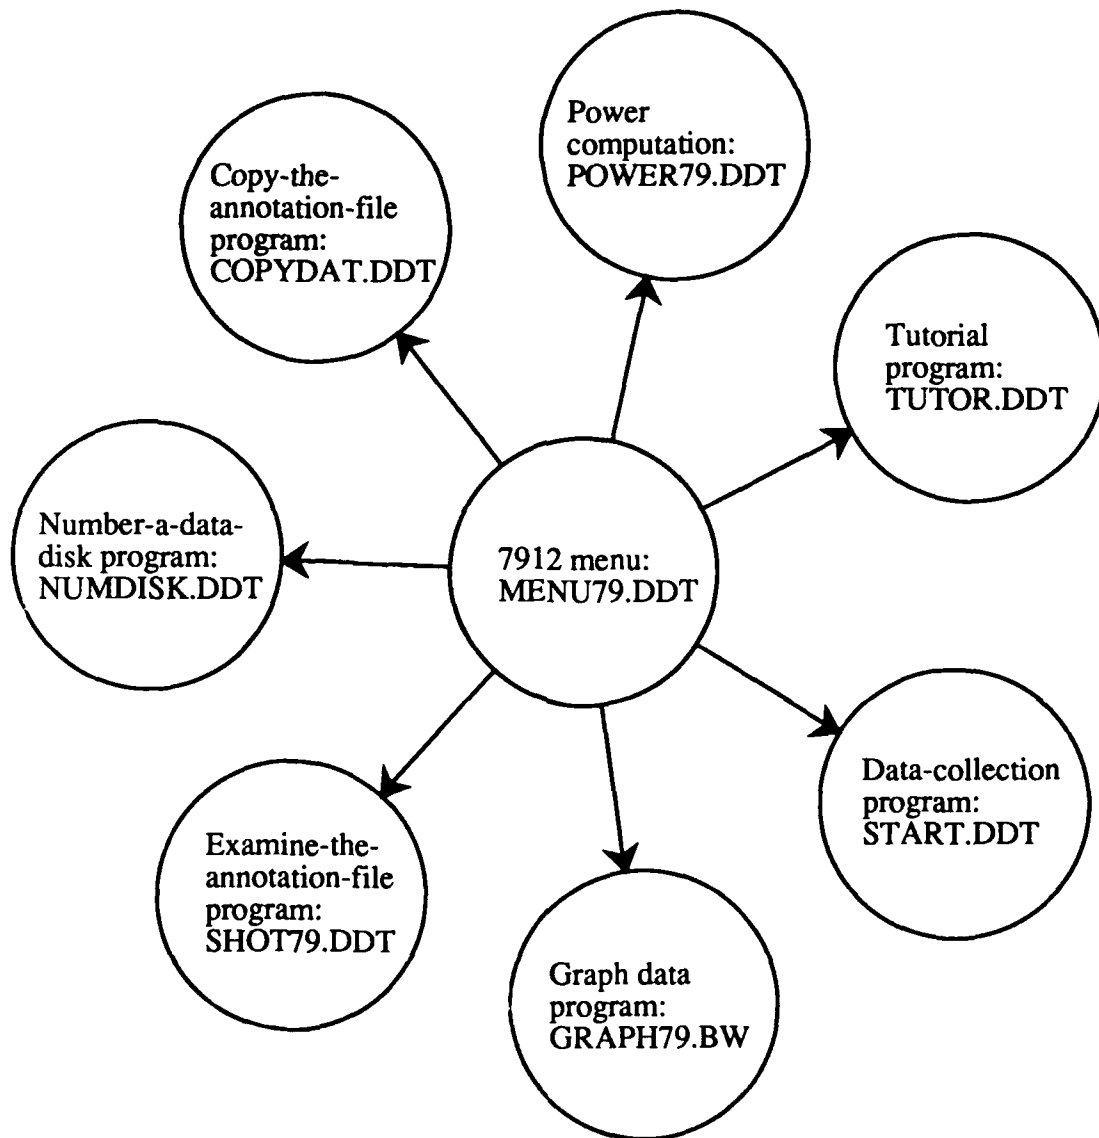 Power
computation:
POWER79.DDT
Copy-the-
annotation-file
program:
COPYDAT.DDT
Tutorial
program:
TUTOR.DDT
Number-a-data-
disk program:
NUMDISK.DDT
7912 menu:
MENU79.DDT
Data-collection
program:
START.DDT
Examine-the-
annotation-file
program:
SHOT79.DDT
Graph data
program:
GRAPH79.BW